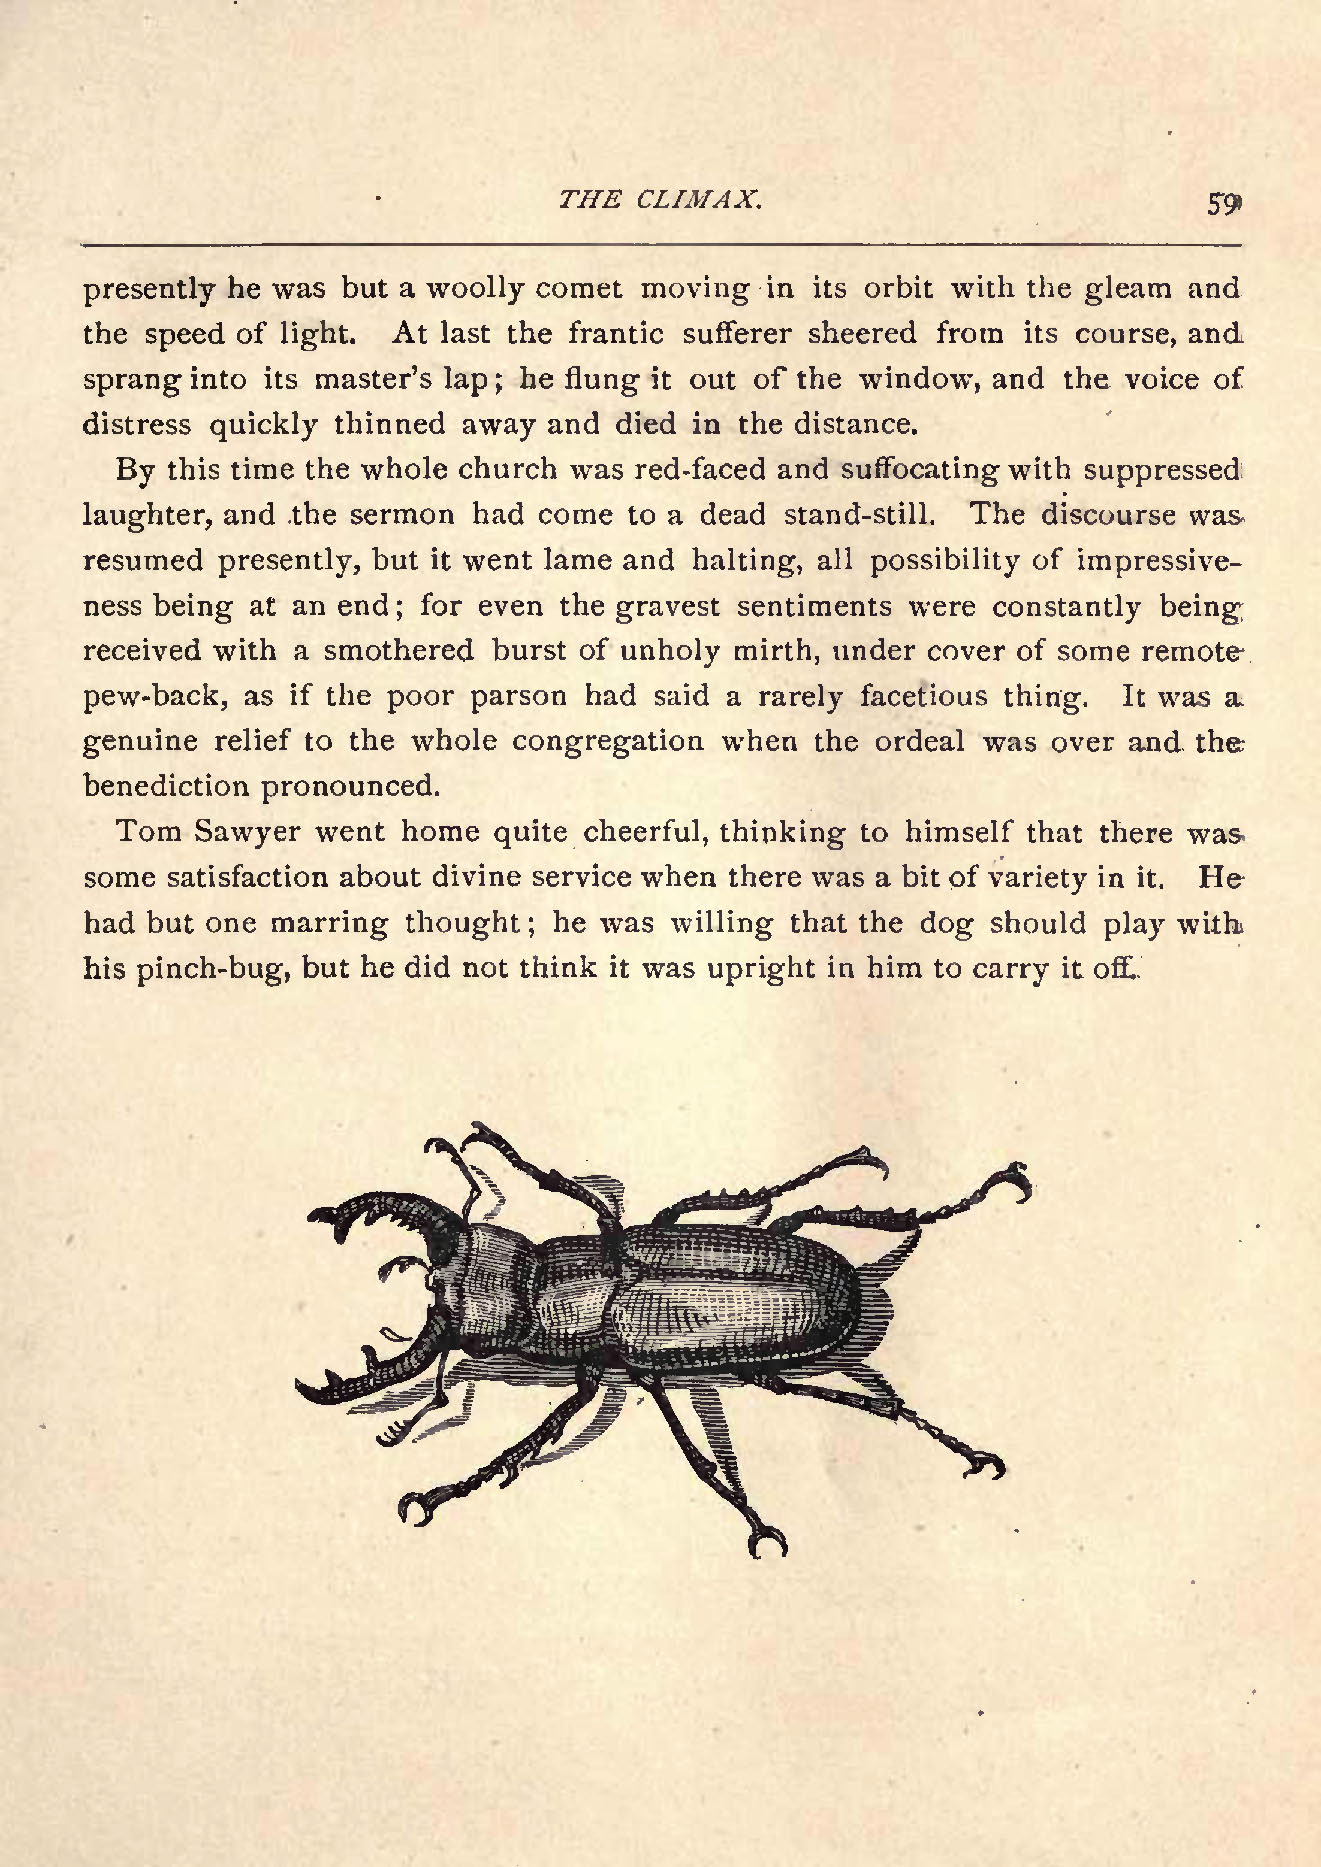 THE CLIMAX. 59
presently he was but a woolly comet moving in its orbit with the gleam and
the speed of light. At last the frantic sufferer sheered from its course, and
sprang into its master's lap; he flung it out of the window, and the voice of
distress quickly thinned away and died in the distance.
By this time the whole church was red-faced and suffocating with suppressed
laughter, and the sermon had come to a dead stand-still. The discourse was
resumed presently, but it went lame and halting, all possibility of impressive-
ness being at an end; for even the gravest sentiments were constantly being
received with a smothered burst of unholy mirth, under cover of some remote
pew-back, as if the poor parson had said a rarely facetious thing. It was a
genuine relief to the whole congregation when the ordeal was over and the
benediction pronounced.
Tom Sawyer went home quite cheerful, thinking to himself that there was
some satisfaction about divine service when there was a bit of variety in it. He
had but one marring thought; he was willing that the dog should play with
his pinch-bug, but he did not think it was upright in him to carry it off.